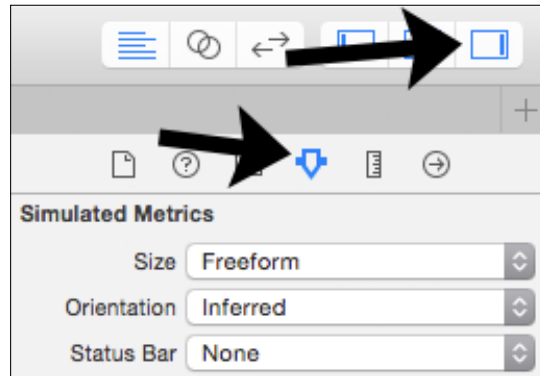 Simulated Metrics
Size Freeform
Orientation Inferred
Status Bar None